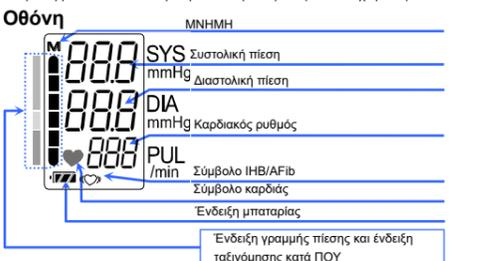 Οθόνη
ΜΝΗΜΗ
M
888 SYS mmHg
Συστολική πίεση
Διαστολική πίεση
888 DIA mmHg
Καρδιακός ρυθμός
888 PUL /min
Σύμβολο IHB/AFib
Σύμβολο καρδιάς
Ένδειξη μπαταρίας
Ένδειξη γραμμής πίεσης και ένδειξη
ταξινόμησης κατά ΠΟΥ